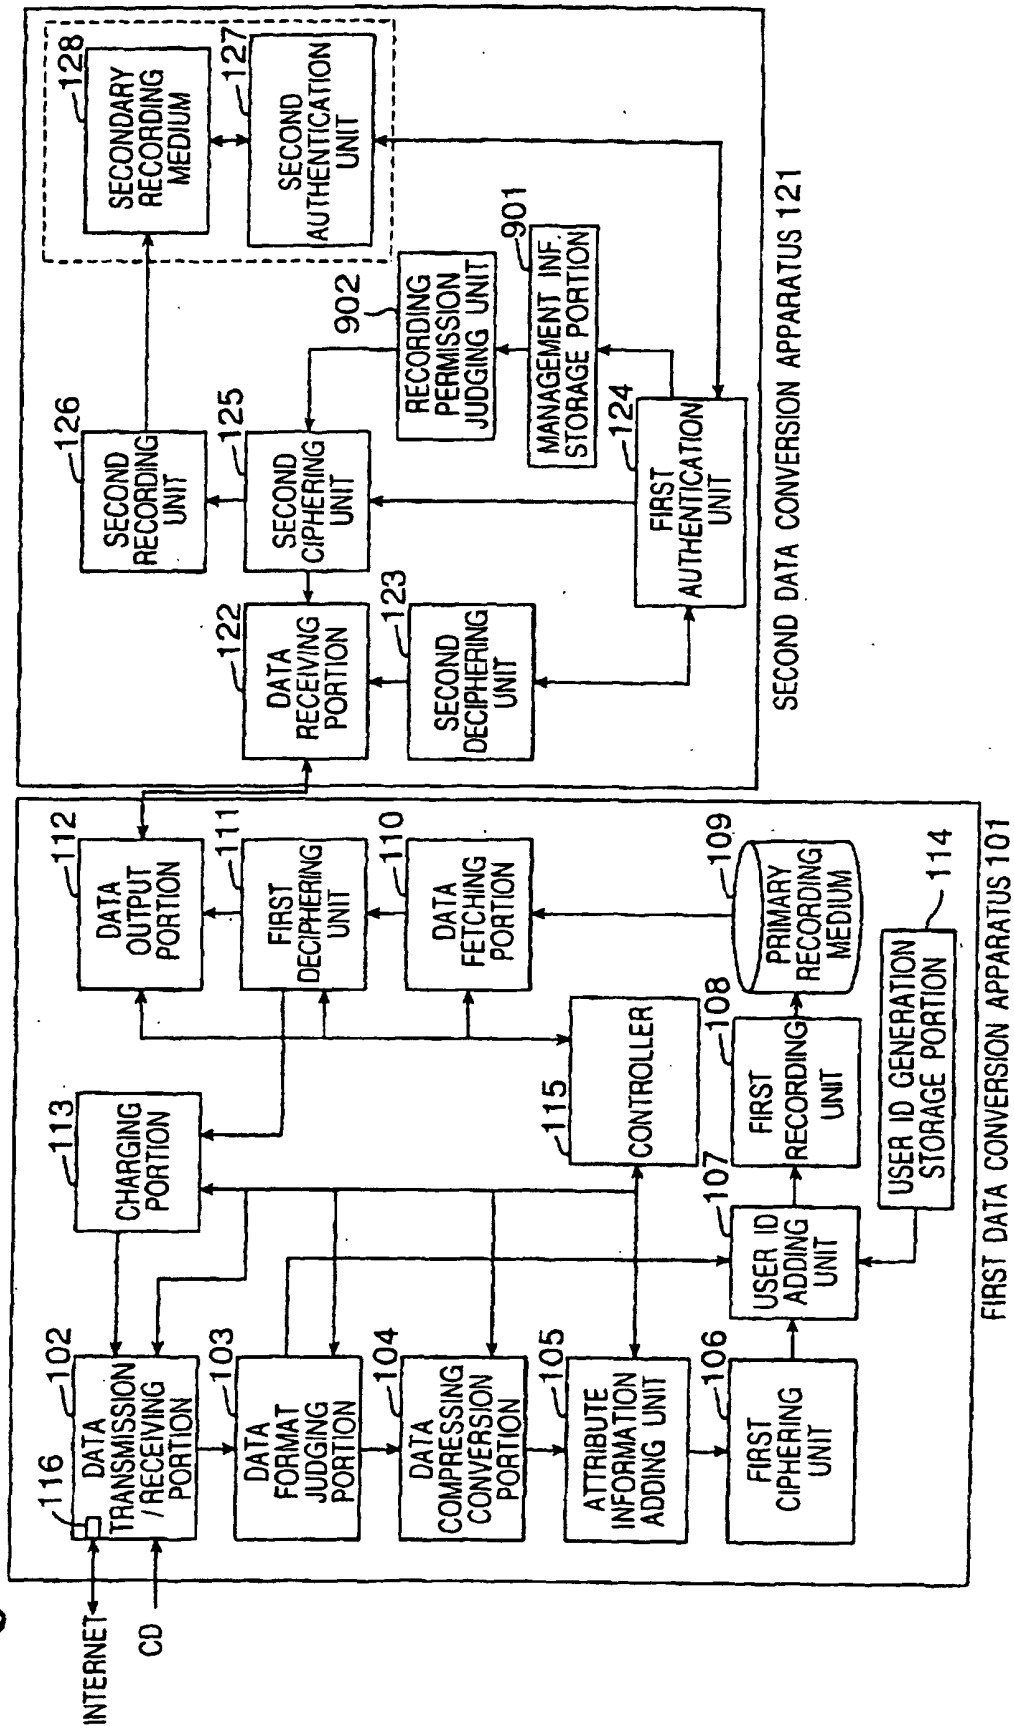 INTERNET
CD
116
DATA
TRANSMISSION
/RECEIVING
PORTION
102
DATA
FORMAT
JUDGING
PORTION
103
DATA
COMPRESSING
CONVERSION
PORTION
104
ATTRIBUTE
INFORMATION
ADDING UNIT
105
FIRST
CIPHERING
UNIT
106
CHARGING
PORTION
113
USER ID
ADDING
UNIT
107
CONTROLLER
115
FIRST
RECORDING
UNIT
108
USER ID GENERATION
STORAGE PORTION
114
DATA
OUTPUT
PORTION
112
FIRST
DECIPHERING
UNIT
111
DATA
FETCHING
PORTION
110
PRIMARY
RECORDING
MEDIUM
109
FIRST DATA CONVERSION APPARATUS 101
DATA
RECEIVING
PORTION
122
SECOND
DECIPHERING
UNIT
123
SECOND
RECORDING
UNIT
126
SECOND
CIPHERING
UNIT
125
FIRST
AUTHENTICATION
UNIT
124
RECORDING
PERMISSION
JUDGING UNIT
902
MANAGEMENT INF.
STORAGE PORTION
901
SECONDARY
RECORDING
MEDIUM
128
SECOND
AUTHENTICATION
UNIT
127
SECOND DATA CONVERSION APPARATUS 121